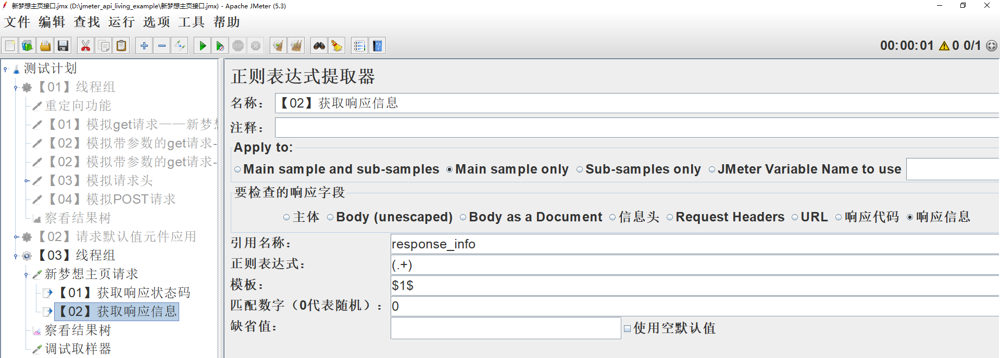 新梦想主页接口.jmx (D:\jmeter_api_living_example\新梦想主页接口.jmx) - Apache JMeter (5.3)
文件 编辑 查找 运行 选项 工具 帮助
STOP
00:00:01 0 0/1
测试计划
【01】线程组
重定向功能
【01】模拟get请求——新梦想
【02】模拟带参数的get请求-
【02】模拟带参数的get请求-
【03】模拟请求头
【04】模拟POST请求
察看结果树
【02】请求默认值元件应用
【03】线程组
新梦想主页请求
【01】获取响应状态码
【02】获取响应信息
察看结果树
调试取样器
正则表达式提取器
名称： 【02】获取响应信息
注释：
Apply to:
Main sample and sub-samples Main sample only Sub-samples only JMeter Variable Name to use
要检查的响应字段
主体 Body (unescaped) Body as a Document 信息头 Request Headers URL 响应代码 响应信息
引用名称： response_info
正则表达式： (.+)
模板： $1$
匹配数字（0代表随机）： 0
缺省值： 使用空默认值